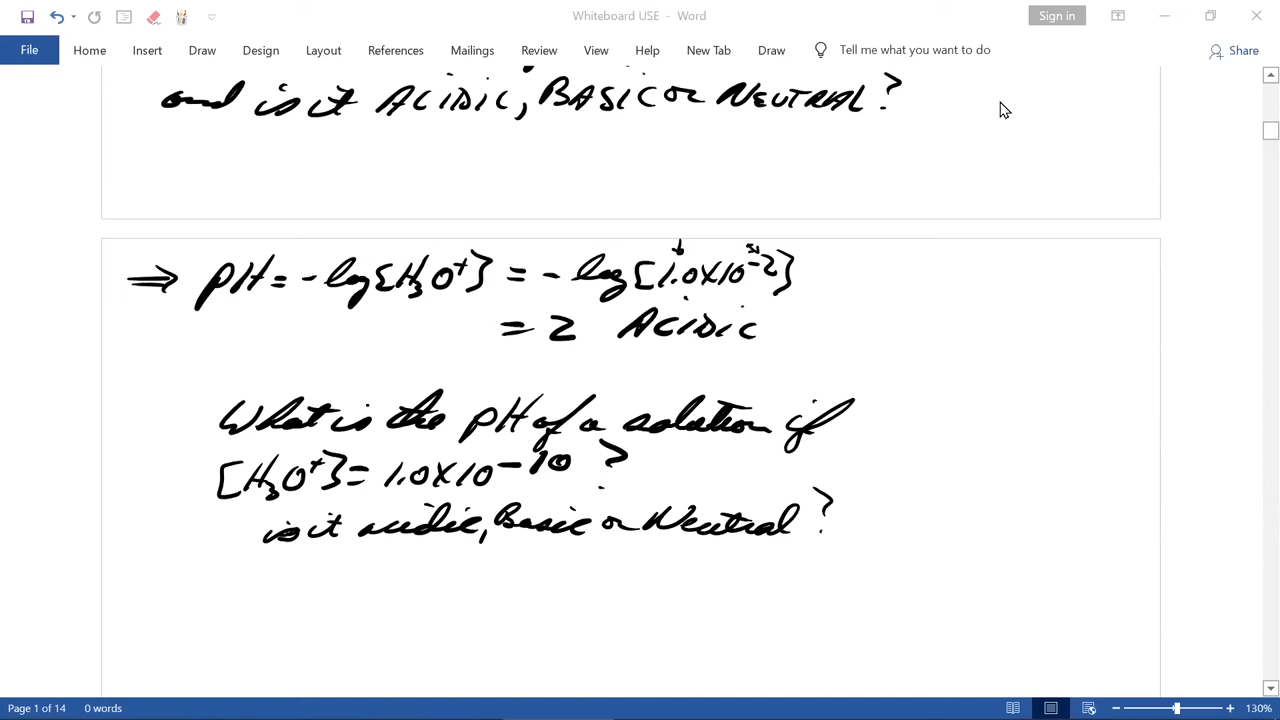 Whiteboard USE - Word
Sign in
File Home Insert Draw Design Layout References Mailings Review View Help New Tab Draw Tell me what you want to do Share
and is it ACIDIC, BASIC or NEUTRAL?
⇒ pH = -log[H₃O⁺] = -log[1.0X10⁻²]
= 2 ACIDIC
What is the pH of a solution if
[H₃O⁺] = 1.0X10⁻¹⁰ ?
is it acidic, Basic or Neutral?
Page 1 of 14 0 words 130%